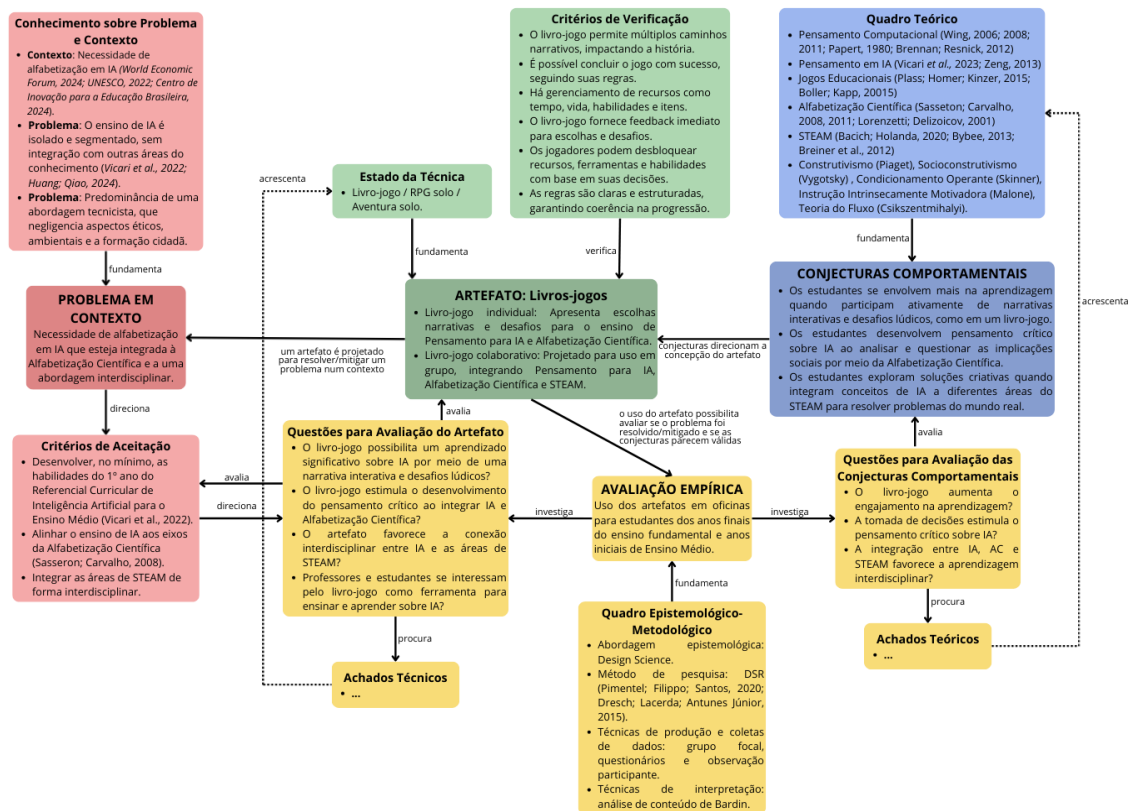 Conhecimento sobre Problema
e Contexto
• Contexto: Necessidade de
alfabetização em IA (World Economic
Forum, 2024; UNESCO, 2022; Centro de
Inovação para a Educação Brasileira,
2024).
• Problema: O ensino de IA é
isolado e segmentado, sem
integração com outras áreas do
conhecimento (Vicari et al., 2022;
Huang; Qiao, 2024).
• Problema: Predominância de uma
abordagem tecnicista, que
negligencia aspectos éticos,
ambientais e a formação cidadã.
fundamenta
PROBLEMA EM
CONTEXTO
Necessidade de alfabetização
em IA que esteja integrada à
Alfabetização Científica e a uma
abordagem interdisciplinar.
direciona
Critérios de Aceitação
• Desenvolver, no mínimo, as
habilidades do 1º ano do
Referencial Curricular de
Inteligência Artificial para o
Ensino Médio (Vicari et al., 2022).
• Alinhar o ensino de IA aos eixos
da Alfabetização Científica
(Sasseron; Carvalho, 2008).
• Integrar as áreas de STEAM de
forma interdisciplinar.
acrescenta
Estado da Técnica
• Livro-jogo / RPG solo /
Aventura solo.
fundamenta
Critérios de Verificação
• O livro-jogo permite múltiplos caminhos
narrativos, impactando a história.
• É possível concluir o jogo com sucesso,
seguindo suas regras.
• Há gerenciamento de recursos como
tempo, vida, habilidades e itens.
• O livro-jogo fornece feedback imediato
para escolhas e desafios.
• Os jogadores podem desbloquear
recursos, ferramentas e habilidades
com base em suas decisões.
• As regras são claras e estruturadas,
garantindo coerência na progressão.
verifica
Quadro Teórico
• Pensamento Computacional (Wing, 2006; 2008;
2011; Papert, 1980; Brennan; Resnick, 2012)
• Pensamento em IA (Vicari et al., 2023; Zeng, 2013)
• Jogos Educacionais (Plass; Homer; Kinzer, 2015;
Boller; Kapp, 20015)
• Alfabetização Científica (Sasseton; Carvalho,
2008, 2011; Lorenzetti; Delizoicov, 2001)
• STEAM (Bacich; Holanda, 2020; Bybee, 2013;
Breiner et al., 2012)
• Construtivismo (Piaget), Socioconstrutivismo
(Vygotsky) , Condicionamento Operante (Skinner),
Instrução Intrinsecamente Motivadora (Malone),
Teoria do Fluxo (Csikszentmihalyi).
fundamenta
acrescenta
ARTEFATO: Livros-jogos
• Livro-jogo individual: Apresenta escolhas
narrativas e desafios para o ensino de
Pensamento para IA e Alfabetização Científica.
• Livro-jogo colaborativo: Projetado para uso em
grupo, integrando Pensamento para IA,
Alfabetização Científica e STEAM.
um artefato é projetado
para resolver/mitigar um
problema num contexto
conjecturas direcionam a
concepção do artefato
CONJECTURAS COMPORTAMENTAIS
• Os estudantes se envolvem mais na aprendizagem
quando participam ativamente de narrativas
interativas e desafios lúdicos, como em um livro-jogo.
• Os estudantes desenvolvem pensamento crítico
sobre IA ao analisar e questionar as implicações
sociais por meio da Alfabetização Científica.
• Os estudantes exploram soluções criativas quando
integram conceitos de IA a diferentes áreas do
STEAM para resolver problemas do mundo real.
avalia
o uso do artefato possibilita
avaliar se o problema foi
resolvido/mitigado e se as
conjecturas parecem válidas
avalia
avalia
direciona
Questões para Avaliação do Artefato
• O livro-jogo possibilita um aprendizado
significativo sobre IA por meio de uma
narrativa interativa e desafios lúdicos?
• O livro-jogo estimula o desenvolvimento
do pensamento crítico ao integrar IA e
Alfabetização Científica?
• O artefato favorece a conexão
interdisciplinar entre IA e as áreas de
STEAM?
• Professores e estudantes se interessam
pelo livro-jogo como ferramenta para
ensinar e aprender sobre IA?
procura
Achados Técnicos
• ...
investiga
AVALIAÇÃO EMPÍRICA
Uso dos artefatos em oficinas
para estudantes dos anos finais
do ensino fundamental e anos
iniciais de Ensino Médio.
investiga
fundamenta
Quadro Epistemológico-
Metodológico
• Abordagem epistemológica:
Design Science.
• Método de pesquisa: DSR
(Pimentel; Filippo; Santos, 2020;
Dresch; Lacerda; Antunes Júnior,
2015).
• Técnicas de produção e coletas
de dados: grupo focal,
questionários e observação
participante.
• Técnicas de interpretação:
análise de conteúdo de Bardin.
Questões para Avaliação das
Conjecturas Comportamentais
• O livro-jogo aumenta o
engajamento na aprendizagem?
• A tomada de decisões estimula o
pensamento crítico sobre IA?
• A integração entre IA, AC e
STEAM favorece a aprendizagem
interdisciplinar?
procura
Achados Teóricos
• ...